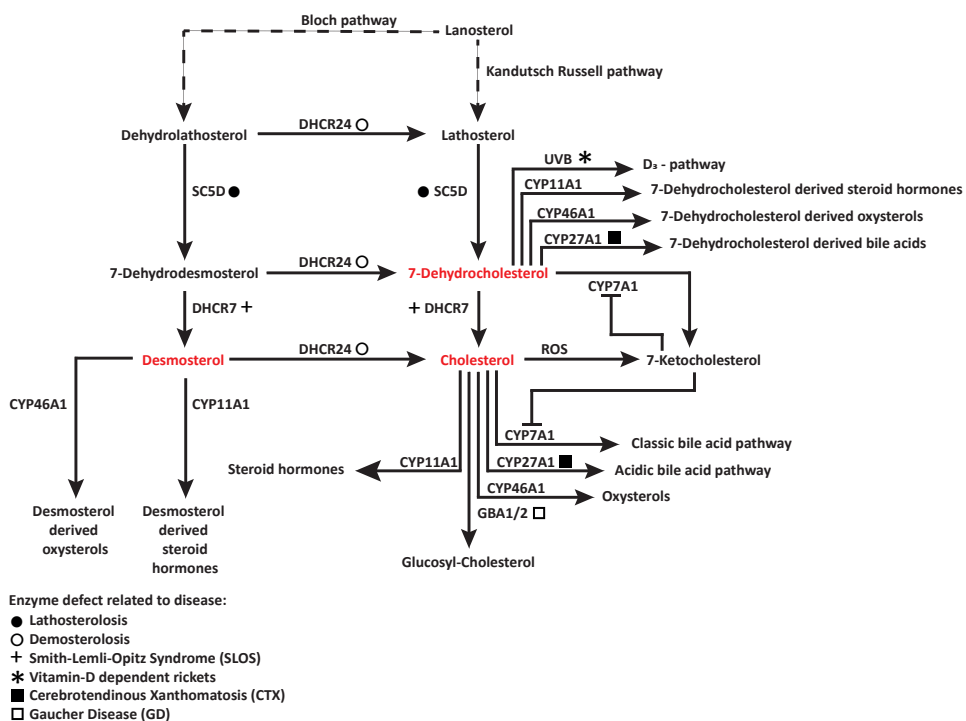 Bloch pathway
Lanosterol
Kandutsch Russell pathway
Dehydrolathosterol
DHCR24
Lathosterol
UVB *
D₃ - pathway
SC5D
SC5D
CYP11A1
7-Dehydrocholesterol derived steroid hormones
CYP46A1
7-Dehydrocholesterol derived oxysterols
CYP27A1
7-Dehydrocholesterol derived bile acids
7-Dehydrodesmosterol
DHCR24
7-Dehydrocholesterol
CYP7A1
DHCR7 +
+ DHCR7
Desmosterol
DHCR24
Cholesterol
ROS
7-Ketocholesterol
CYP46A1
CYP11A1
CYP7A1
Classic bile acid pathway
Steroid hormones
CYP11A1
CYP27A1
Acidic bile acid pathway
CYP46A1
Oxysterols
GBA1/2
Desmosterol
derived
oxysterols
Desmosterol
derived
steroid
hormones
Glucosyl-Cholesterol
Enzyme defect related to disease:
Lathosterolosis
Demosterolosis
+ Smith-Lemli-Opitz Syndrome (SLOS)
* Vitamin-D dependent rickets
Cerebrotendinous Xanthomatosis (CTX)
Gaucher Disease (GD)